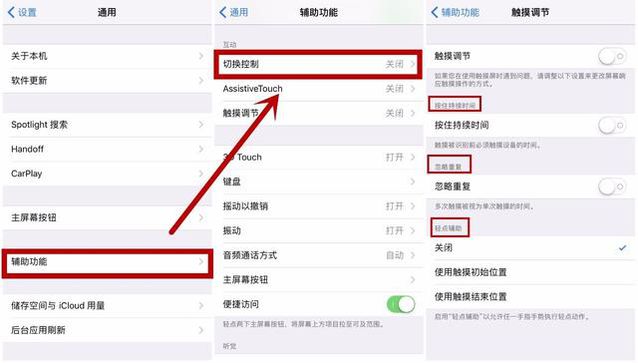 设置
通用
关于本机
软件更新
Spotlight 搜索
Handoff
CarPlay
主屏幕按钮
辅助功能
储存空间与 iCloud 用量
后台应用刷新
通用
辅助功能
互动
切换控制 关闭
AssistiveTouch 关闭
触摸调节 关闭
3D Touch 打开
键盘
摇动以撤销 打开
振动 打开
音频通话方式 自动
主屏幕按钮
便捷访问
轻点两下主屏幕按钮，将屏幕上方项目拉至可及范围。
听觉
辅助功能
触摸调节
触摸调节
如果您在使用触摸屏时遇到问题，请调整以下设置来更改屏幕响应触摸操作的方式。
按住持续时间
按住持续时间
触摸被识别前必须触摸设备的时间。
忽略重复
忽略重复
多次触摸被视为单次触摸的时间。
轻点辅助
关闭
使用触摸初始位置
使用触摸结束位置
启用“轻点辅助”以允许任一手指手势执行轻点动作。